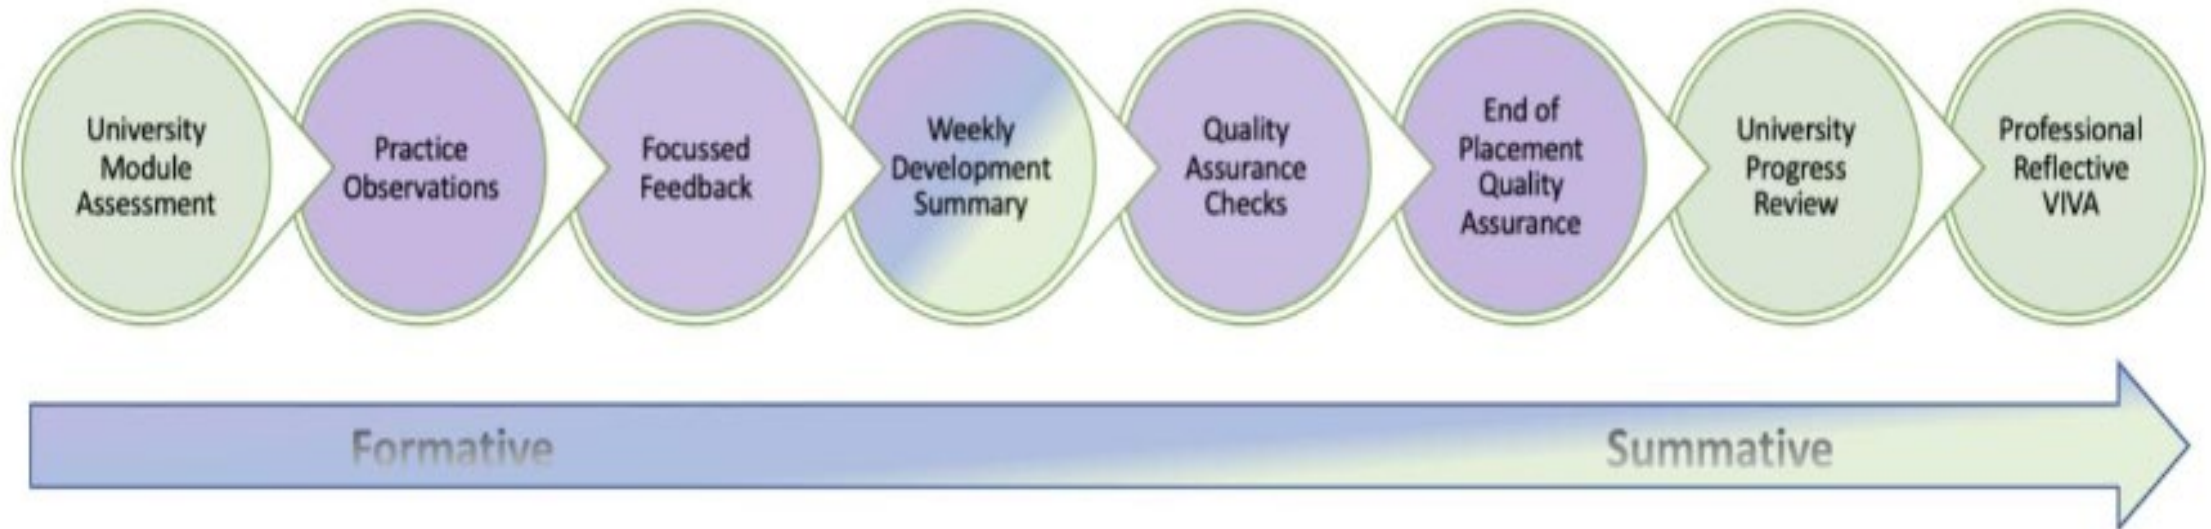 University
Module
Assessment
Practice
Observations
Focussed
Feedback
Weekly
Development
Summary
Quality
Assurance
Checks
End of
Placement
Quality
Assurance
University
Progress
Review
Professional
Reflective
VIVA
Formative
Summative